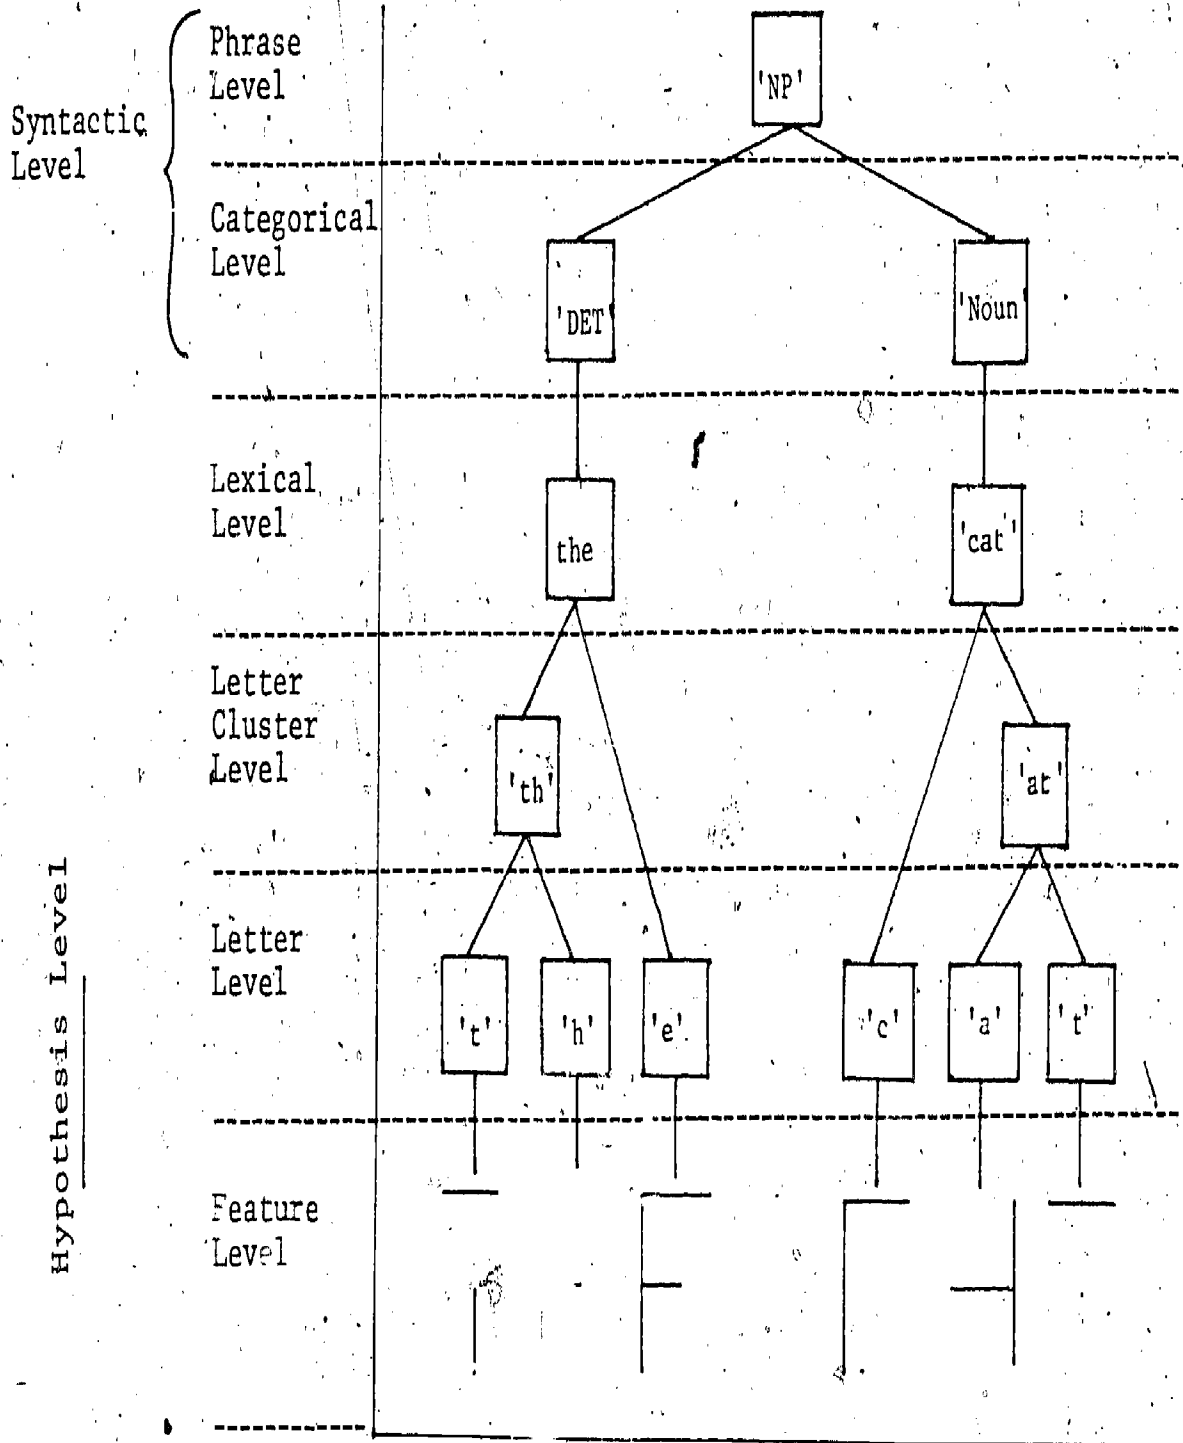 Phrase
Level
'NP'
Syntactic
Level
Categorical
Level
'DET'
'Noun'
Lexical
Level
the
'cat'
Letter
Cluster
Level
'th'
'at'
Letter
Level
't' 'h' 'e' 'c' 'a' 't'
Feature
Level
Hypothesis Level